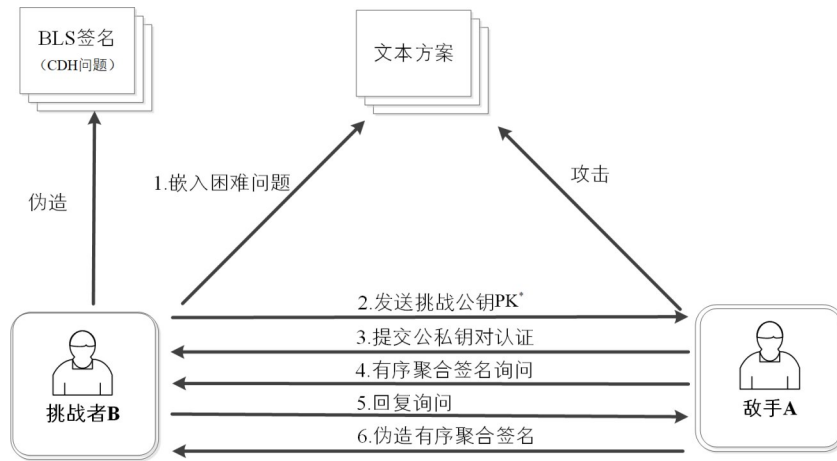 BLS签名
（CDH问题）
文本方案
伪造
1.嵌入困难问题
攻击
2.发送挑战公钥PK*
3.提交公私钥对认证
4.有序聚合签名询问
5.回复询问
6.伪造有序聚合签名
挑战者B
敌手A